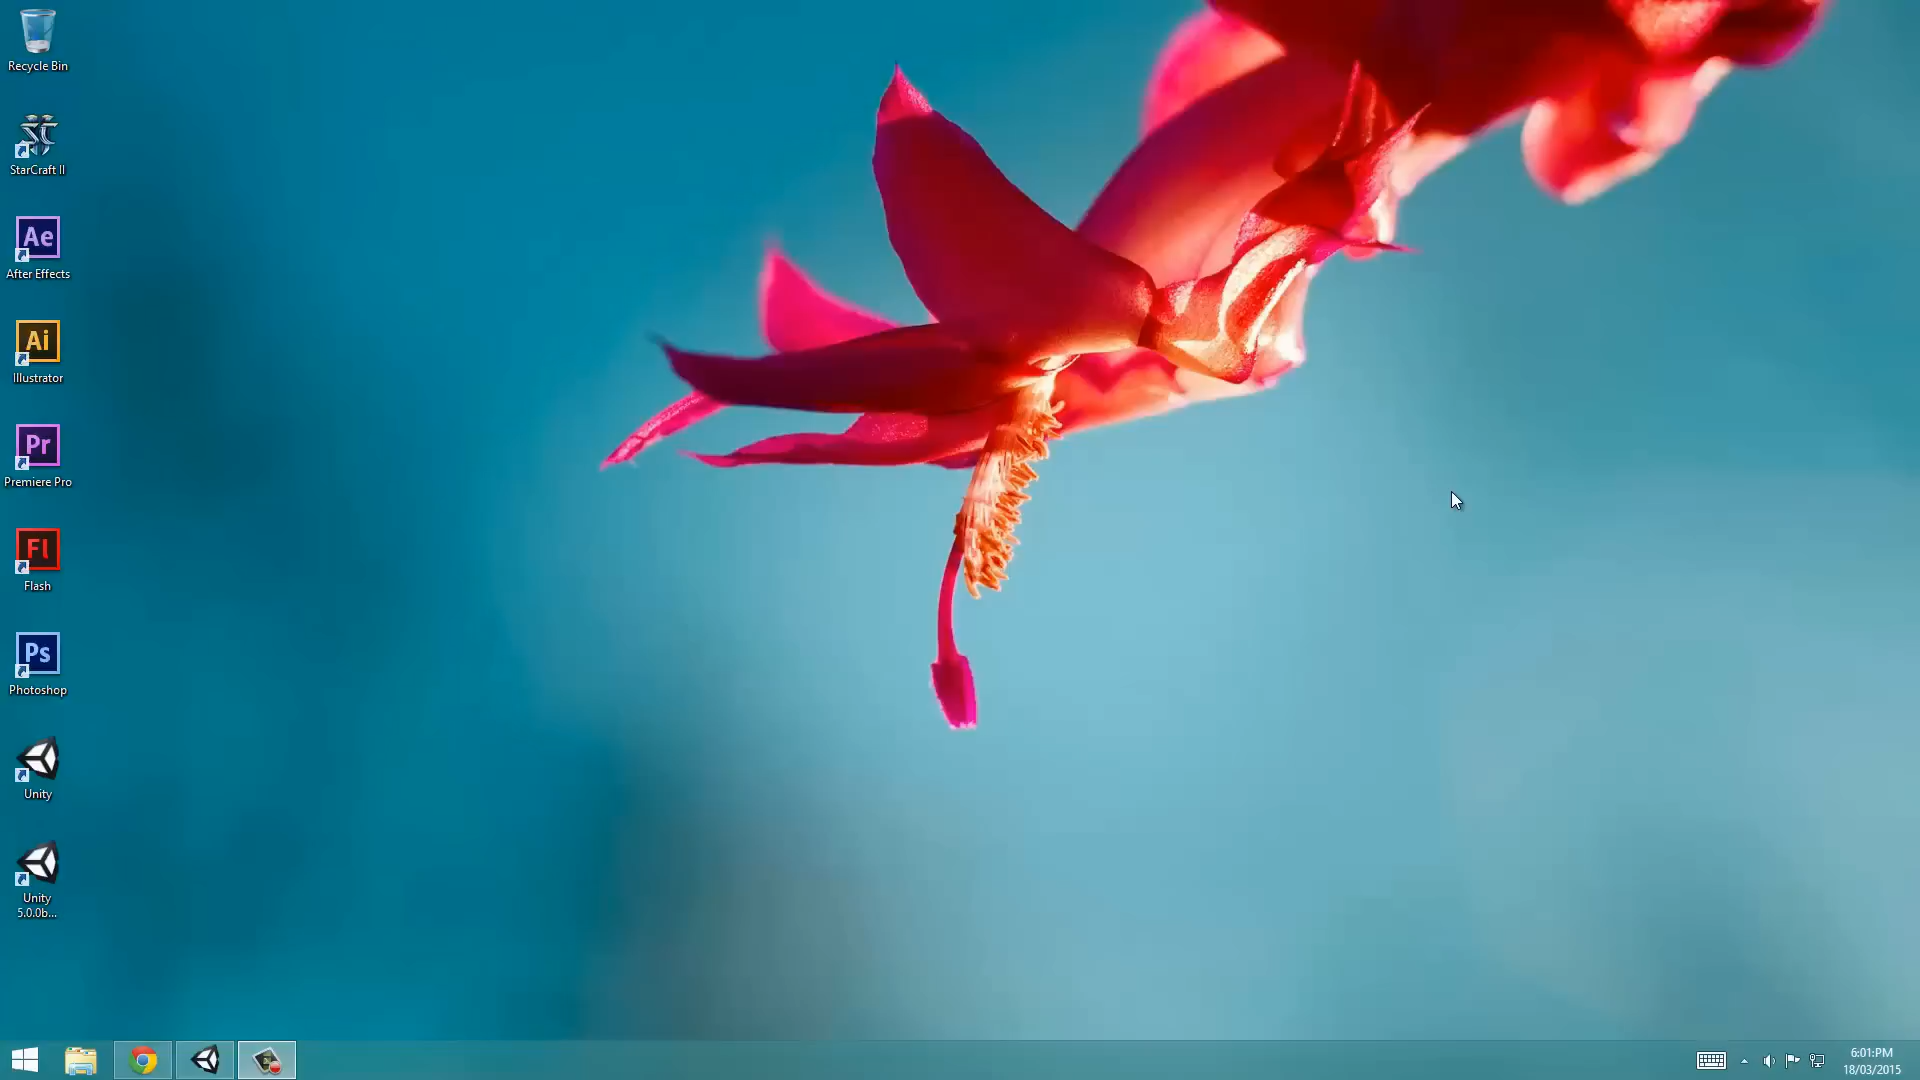 Recycle Bin
StarCraft II
Ae
After Effects
Ai
Illustrator
Pr
Premiere Pro
Fl
Flash
Ps
Photoshop
Unity
Unity
5.0.0b...
6:01:PM
18/03/2015